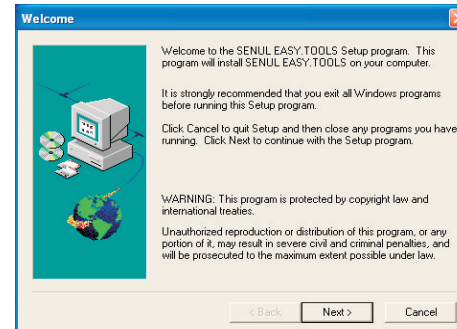 Welcome
Welcome to the SENUL EASY.TOOLS Setup program. This
program will install SENUL EASY.TOOLS on your computer.
It is strongly recommended that you exit all Windows programs
before running this Setup program.
Click Cancel to quit Setup and then close any programs you have
running. Click Next to continue with the Setup program.
WARNING: This program is protected by copyright law and
international treaties.
Unauthorized reproduction or distribution of this program, or any
portion of it, may result in severe civil and criminal penalties, and
will be prosecuted to the maximum extent possible under law.
< Back Next > Cancel